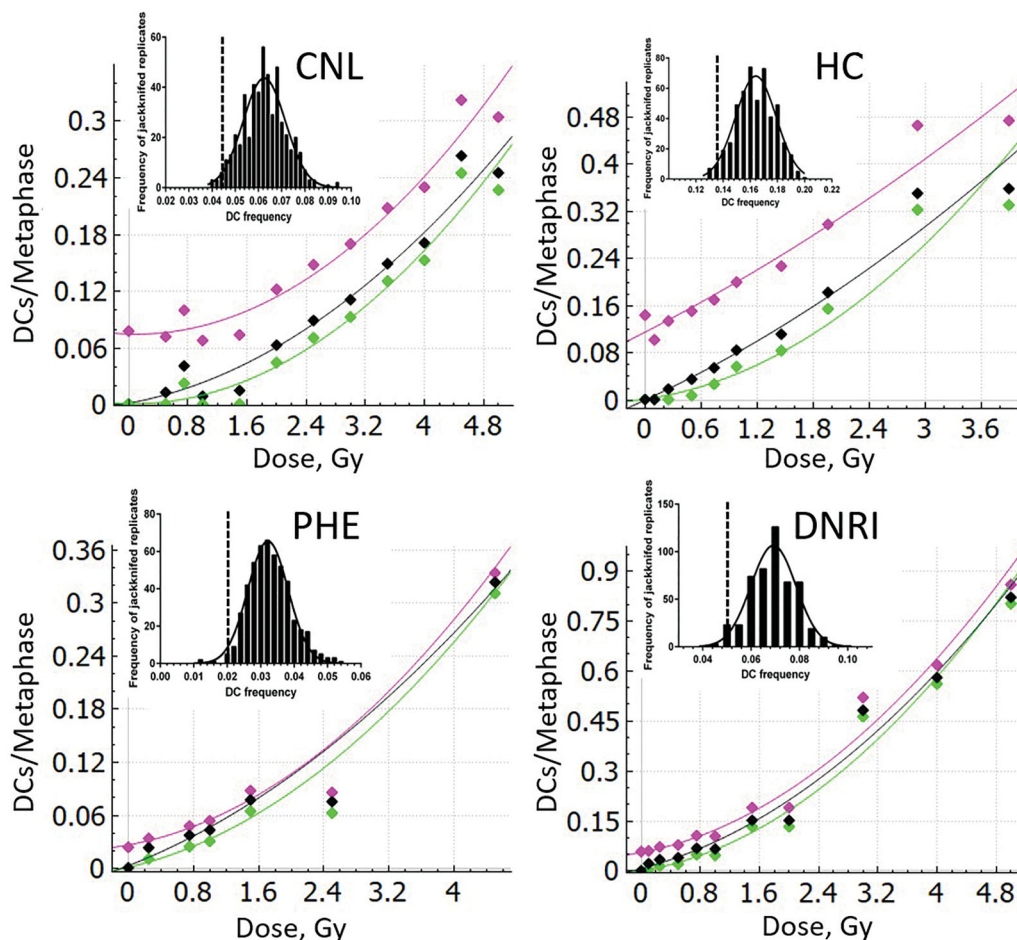 CNL
Frequency of jackknifed replicates
60
40
20
0
0.02 0.03 0.04 0.05 0.06 0.07 0.08 0.09 0.10
DC frequency
DCs/Metaphase
0.3
0.24
0.18
0.12
0.06
0
0 0.8 1.6 2.4 3.2 4 4.8
Dose, Gy
HC
Frequency of jackknifed replicates
80
60
40
20
0
0.12 0.14 0.16 0.18 0.20 0.22
DC frequency
DCs/Metaphase
0.48
0.4
0.32
0.24
0.16
0.08
0
0 0.6 1.2 1.8 2.4 3 3.6
Dose, Gy
PHE
Frequency of jackknifed replicates
80
60
40
20
0
0.00 0.01 0.02 0.03 0.04 0.05 0.06
DC frequency
DCs/Metaphase
0.36
0.3
0.24
0.18
0.12
0.06
0
0 0.8 1.6 2.4 3.2 4
Dose, Gy
DNRI
Frequency of jackknifed replicates
150
100
50
0
0.04 0.06 0.08 0.10
DC frequency
DCs/Metaphase
0.9
0.75
0.6
0.45
0.3
0.15
0
0 0.8 1.6 2.4 3.2 4 4.8
Dose, Gy